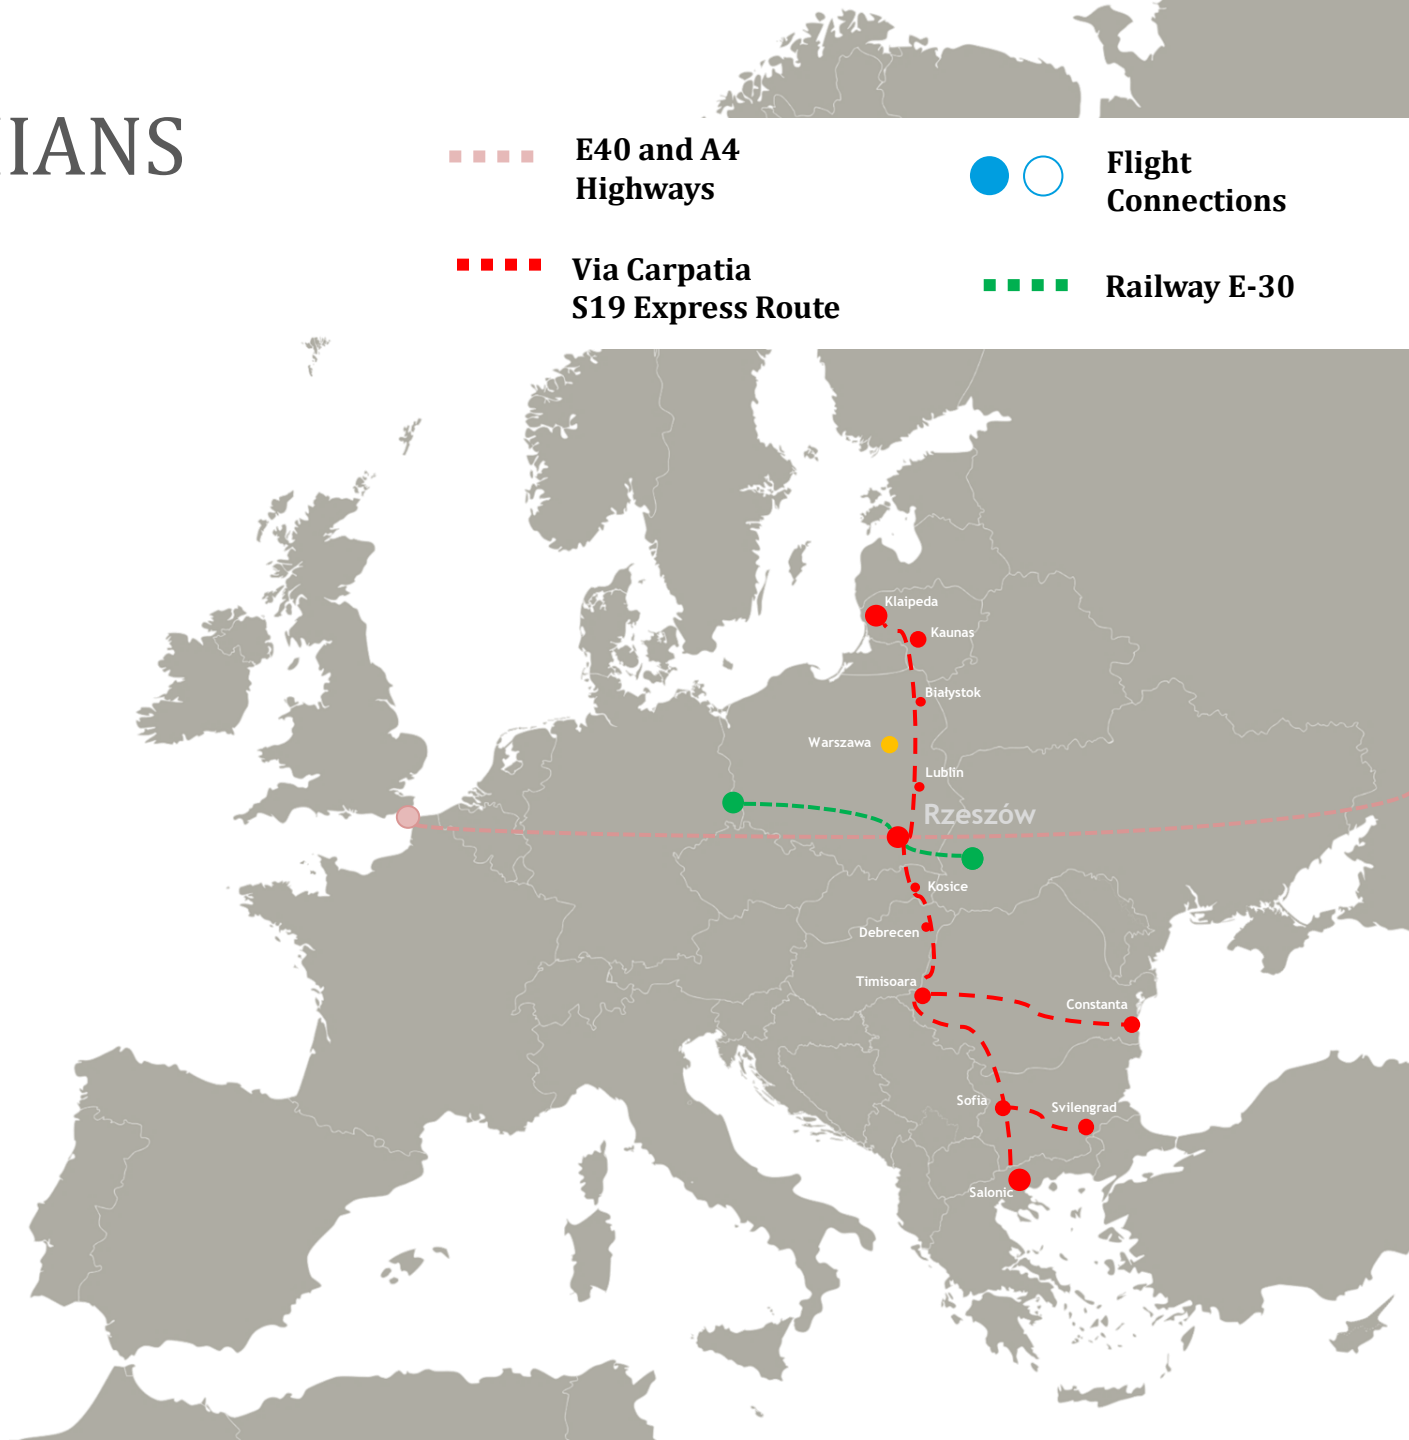 IANS
E40 and A4
Highways
Flight
Connections
Via Carpatia
S19 Express Route
Railway E-30
Klaipeda
Kaunas
Białystok
Warszawa
Lublin
Rzeszów
Kosice
Debrecen
Timisoara
Constanta
Sofia
Svilengrad
Salonic